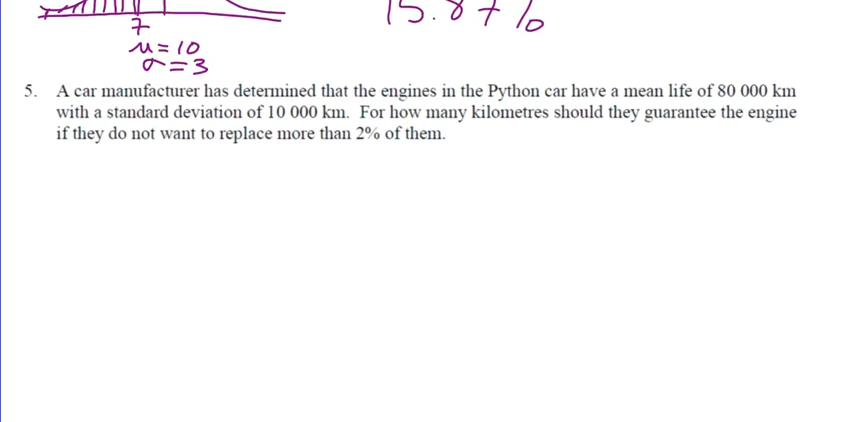 15.87%
7
μ = 10
σ = 3
5. A car manufacturer has determined that the engines in the Python car have a mean life of 80 000 km
with a standard deviation of 10 000 km. For how many kilometres should they guarantee the engine
if they do not want to replace more than 2% of them.